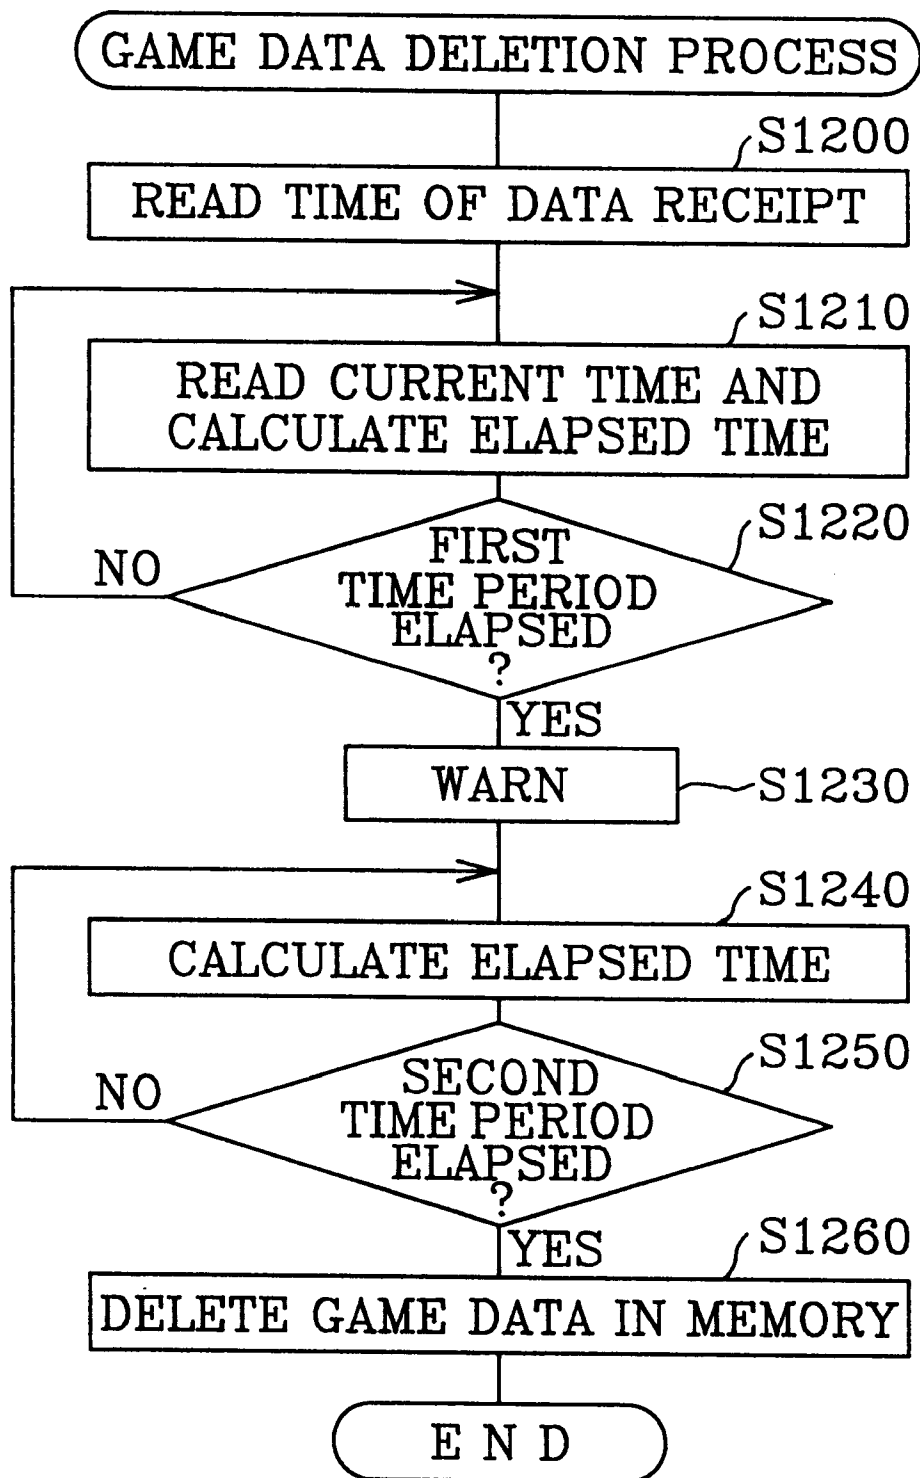 GAME DATA DELETION PROCESS
S1200
READ TIME OF DATA RECEIPT
S1210
READ CURRENT TIME AND
CALCULATE ELAPSED TIME
S1220
FIRST
TIME PERIOD
ELAPSED
?
NO
YES
WARN
S1230
S1240
CALCULATE ELAPSED TIME
S1250
SECOND
TIME PERIOD
ELAPSED
?
NO
YES
S1260
DELETE GAME DATA IN MEMORY
END